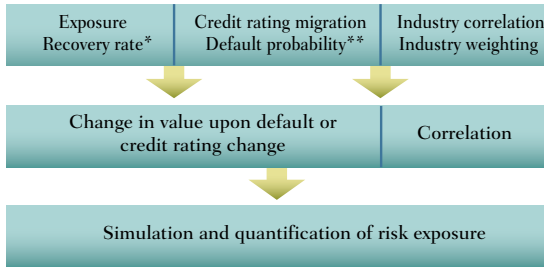 Exposure
Recovery rate*
Credit rating migration
Default probability**
Industry correlation
Industry weighting
Change in value upon default or
credit rating change
Correlation
Simulation and quantification of risk exposure